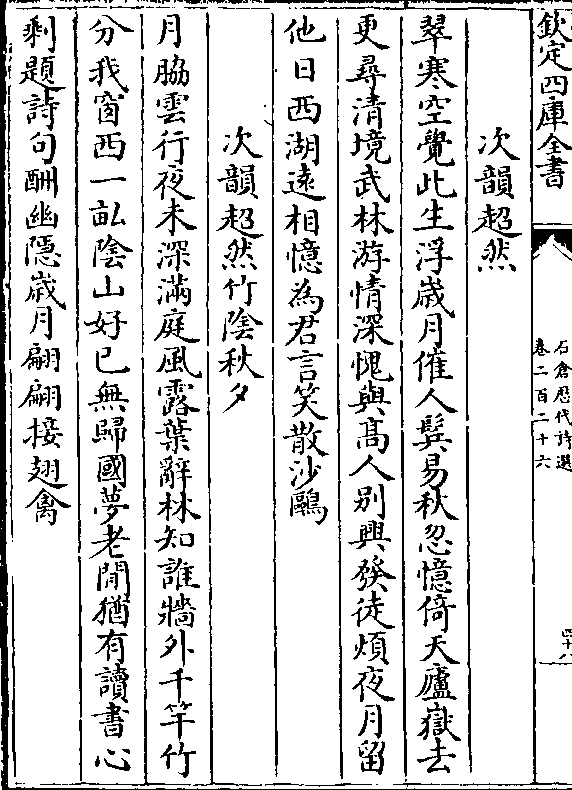 欽定四庫全書
石倉歷代詩選
卷二百二十六
四十八
次韻超然
翠寒空覺此生浮歲月催人鬂易秋忽憶倚天廬嶽去
更尋清境武林游情深愧與髙人别興發徒煩夜月留
他日西湖遠相憶為君言笑散沙鷗
次韻超然竹陰秋夕
月脇雲行夜未深滿庭風露葉辭林知誰牆外千竿竹
分我窗西一畝陰山好已無歸國夢老閒猶有讀書心
剩題詩句酬幽隱歲月翩翩接翅禽